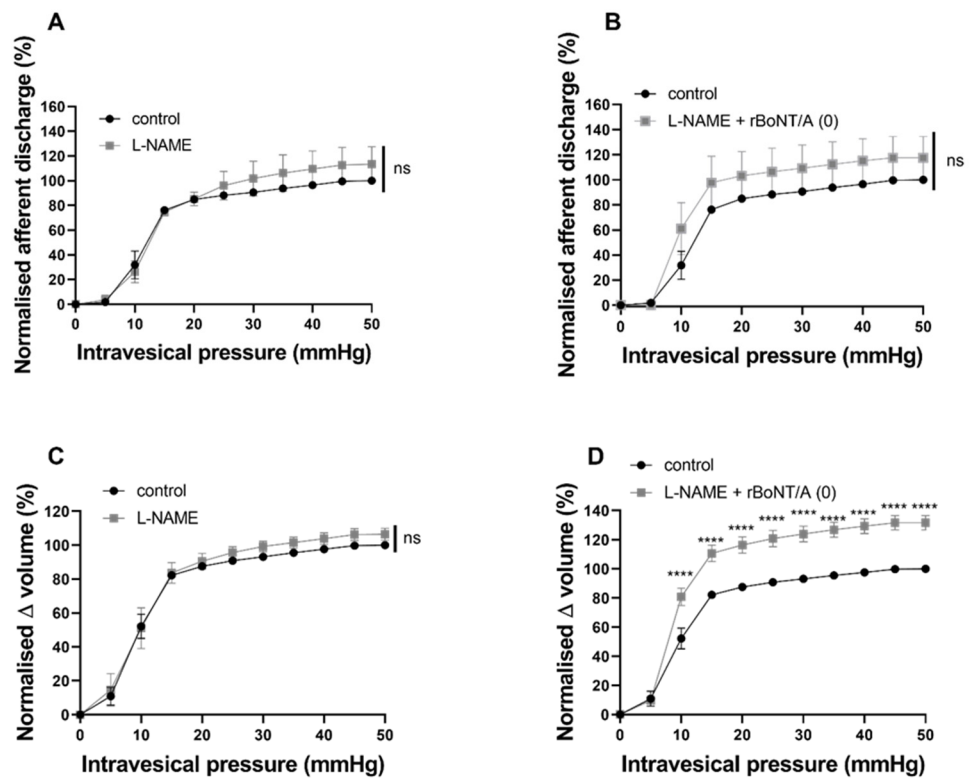 A
Normalised afferent discharge (%)
160
140
120
100
80
60
40
20
0
control
L-NAME
ns
0 10 20 30 40 50
Intravesical pressure (mmHg)
B
Normalised afferent discharge (%)
160
140
120
100
80
60
40
20
0
control
L-NAME + rBoNT/A (0)
ns
0 10 20 30 40 50
Intravesical pressure (mmHg)
C
Normalised Δ volume (%)
120
100
80
60
40
20
0
control
L-NAME
ns
0 10 20 30 40 50
Intravesical pressure (mmHg)
D
Normalised Δ volume (%)
140
120
100
80
60
40
20
0
control
L-NAME + rBoNT/A (0)
**** **** **** **** **** **** **** **** ****
0 10 20 30 40 50
Intravesical pressure (mmHg)